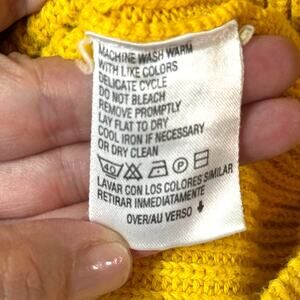 MACHINE WASH WARM
WITH LIKE COLORS
DELICATE CYCLE
DO NOT BLEACH
REMOVE PROMPTLY
LAY FLAT TO DRY
COOL IRON IF NECESSARY
OR DRY CLEAN
40 P
LAVAR CON LOS COLORES SIMILAR
RETIRAR INMEDIATAMENTE
OVER/AU VERSO